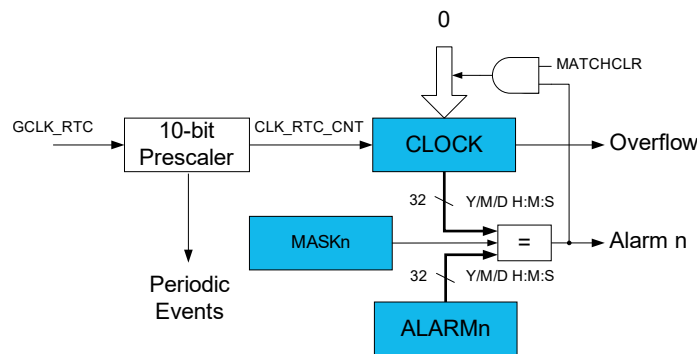 0
MATCHCLR
GCLK_RTC
10-bit
Prescaler
CLK_RTC_CNT
CLOCK
Overflow
32
Y/M/D H:M:S
MASKn
=
Alarm n
32
Y/M/D H:M:S
Periodic
Events
ALARMn